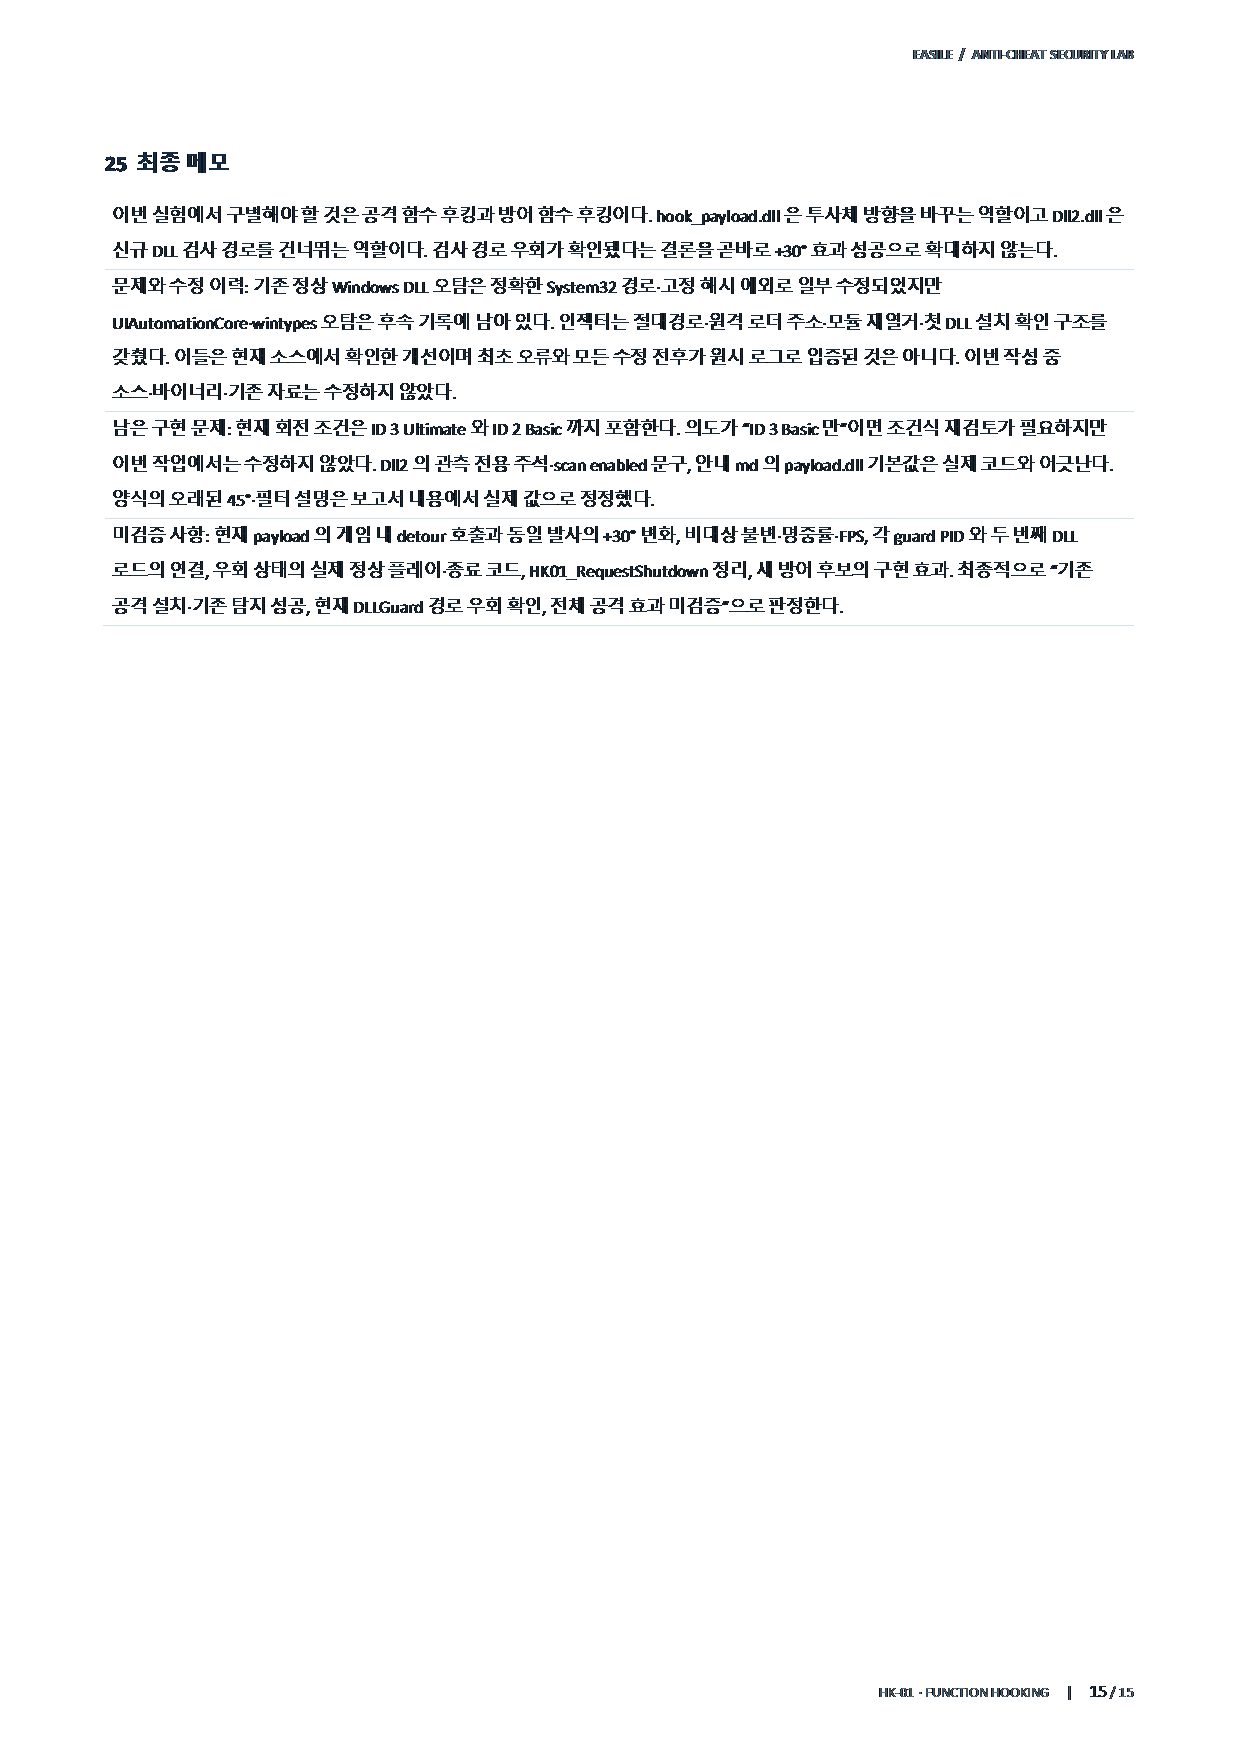 EASILE / ANTI-CHEAT SECURITY LAB
25 최종 메모
이번 실험에서 구별해야 할 것은 공격 함수 후킹과 방어 함수 후킹이다. hook_payload.dll 은 투사체 방향을 바꾸는 역할이고 Dll2.dll 은
신규 DLL 검사 경로를 건너뛰는 역할이다. 검사 경로 우회가 확인됐다는 결론을 곧바로 +30° 효과 성공으로 확대하지 않는다.
문제와 수정 이력: 기존 정상 Windows DLL 오탐은 정확한 System32 경로·고정 해시 예외로 일부 수정되었지만
UIAutomationCore·wintypes 오탐은 후속 기록에 남아 있다. 인젝터는 절대경로·원격 로더 주소·모듈 재열거·첫 DLL 설치 확인 구조를
갖췄다. 이들은 현재 소스에서 확인한 개선이며 최초 오류와 모든 수정 전후가 원시 로그로 입증된 것은 아니다. 이번 작성 중
소스·바이너리·기존 자료는 수정하지 않았다.
남은 구현 문제: 현재 회전 조건은 ID 3 Ultimate 와 ID 2 Basic 까지 포함한다. 의도가 “ID 3 Basic 만”이면 조건식 재검토가 필요하지만
이번 작업에서는 수정하지 않았다. Dll2 의 관측 전용 주석·scan enabled 문구, 안내 md 의 payload.dll 기본값은 실제 코드와 어긋난다.
양식의 오래된 45°·필터 설명은 보고서 내용에서 실제 값으로 정정했다.
미검증 사항: 현재 payload 의 게임 내 detour 호출과 동일 발사의 +30° 변화, 비대상 불변·명중률·FPS, 각 guard PID 와 두 번째 DLL
로드의 연결, 우회 상태의 실제 정상 플레이·종료 코드, HK01_RequestShutdown 정리, 새 방어 후보의 구현 효과. 최종적으로 “기존
공격 설치·기존 탐지 성공, 현재 DLLGuard 경로 우회 확인, 전체 공격 효과 미검증”으로 판정한다.
HK-01 · FUNCTION HOOKING | 15 / 15